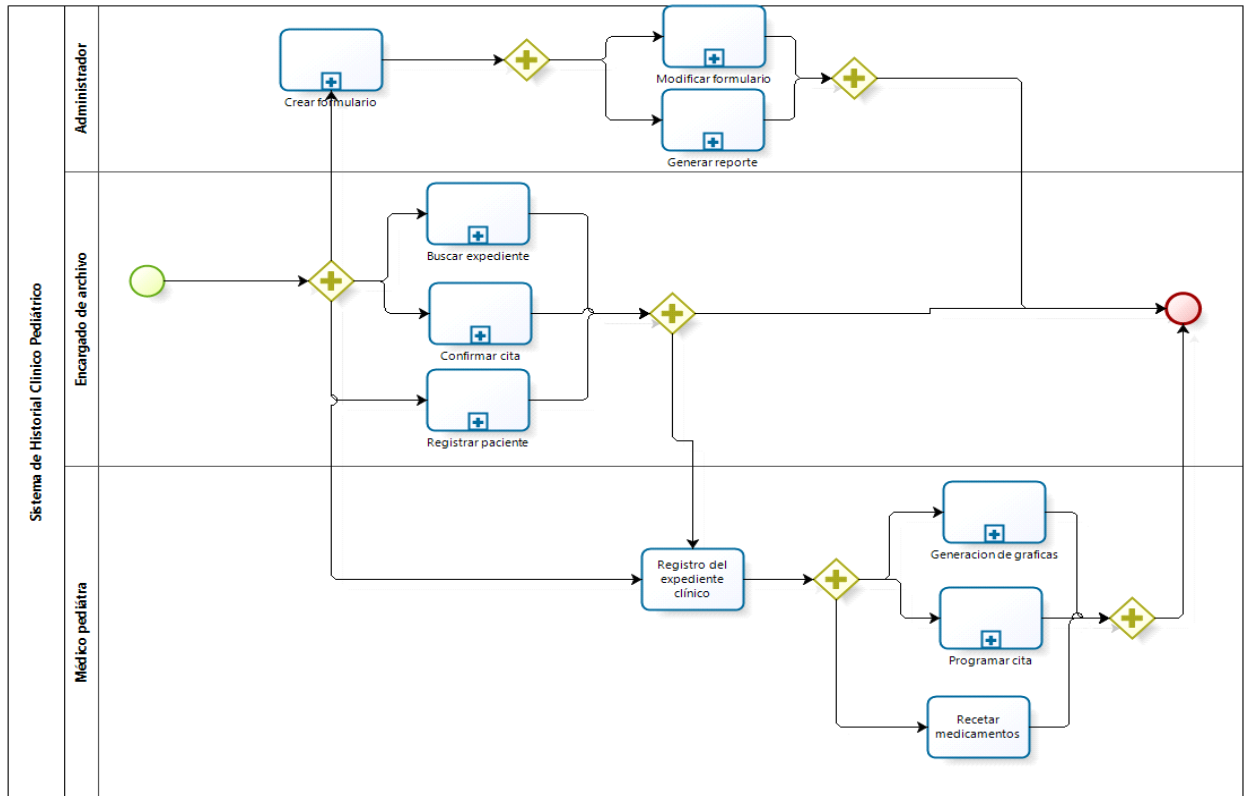 Sistema de Historial Clinico Pediátrico
Administrador
Crear formulario
Modificar formulario
Generar reporte
Encargado de archivo
Buscar expediente
Confirmar cita
Registrar paciente
Médico pediátra
Registro del
expediente
clínico
Generacion de graficas
Programar cita
Recetar
medicamentos